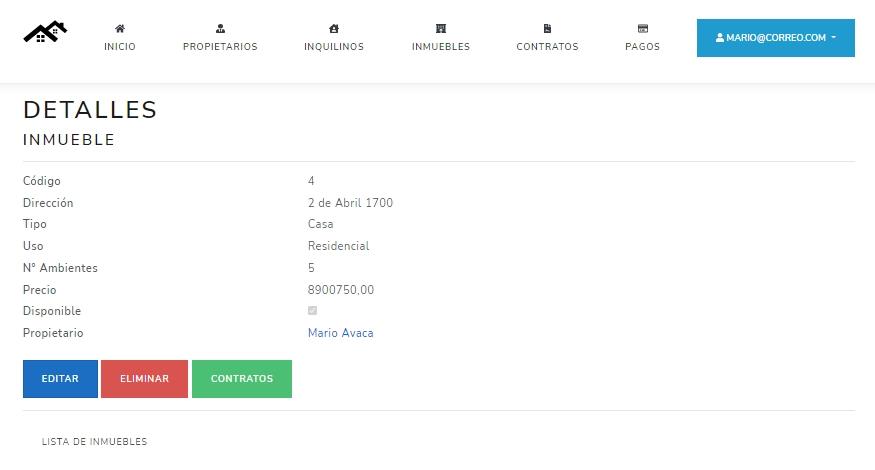 INICIO PROPIETARIOS INQUILINOS INMUEBLES CONTRATOS PAGOS MARIO@CORREO.COM
DETALLES
INMUEBLE
Código 4
Dirección 2 de Abril 1700
Tipo Casa
Uso Residencial
N° Ambientes 5
Precio 8900750,00
Disponible
Propietario Mario Avaca
EDITAR ELIMINAR CONTRATOS
LISTA DE INMUEBLES